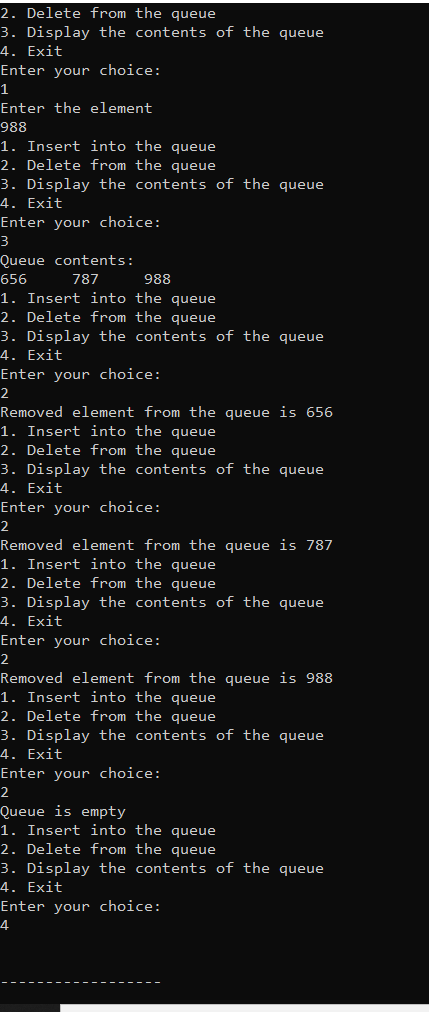 2. Delete from the queue
3. Display the contents of the queue
4. Exit
Enter your choice:
1
Enter the element
988
1. Insert into the queue
2. Delete from the queue
3. Display the contents of the queue
4. Exit
Enter your choice:
3
Queue contents:
656     787     988
1. Insert into the queue
2. Delete from the queue
3. Display the contents of the queue
4. Exit
Enter your choice:
2
Removed element from the queue is 656
1. Insert into the queue
2. Delete from the queue
3. Display the contents of the queue
4. Exit
Enter your choice:
2
Removed element from the queue is 787
1. Insert into the queue
2. Delete from the queue
3. Display the contents of the queue
4. Exit
Enter your choice:
2
Removed element from the queue is 988
1. Insert into the queue
2. Delete from the queue
3. Display the contents of the queue
4. Exit
Enter your choice:
2
Queue is empty
1. Insert into the queue
2. Delete from the queue
3. Display the contents of the queue
4. Exit
Enter your choice:
4
------------------